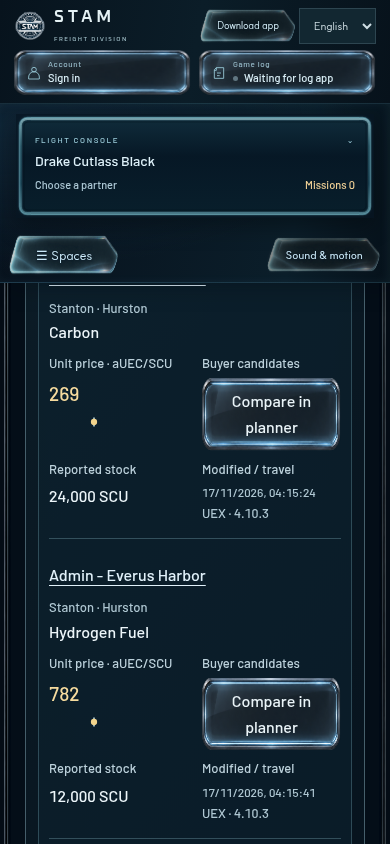 STAM
FREIGHT DIVISION
Download app
English
Account
Sign in
Game log
Waiting for log app
FLIGHT CONSOLE
Drake Cutlass Black
Choose a partner
Missions 0
☰ Spaces
Sound & motion
Stanton · Hurston
Carbon
Unit price · aUEC/SCU
Buyer candidates
269
Compare in
planner
Reported stock
Modified / travel
24,000 SCU
17/11/2026, 04:15:24
UEX · 4.10.3
Admin - Everus Harbor
Stanton · Hurston
Hydrogen Fuel
Unit price · aUEC/SCU
Buyer candidates
782
Compare in
planner
Reported stock
Modified / travel
12,000 SCU
17/11/2026, 04:15:41
UEX · 4.10.3